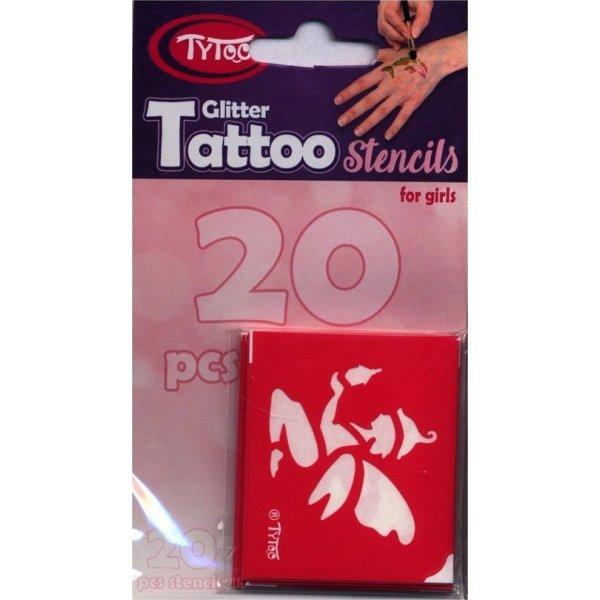 TyToo
Glitter
Tattoo Stencils
for girls
20
pcs
® TyToo
20
pcs stencil